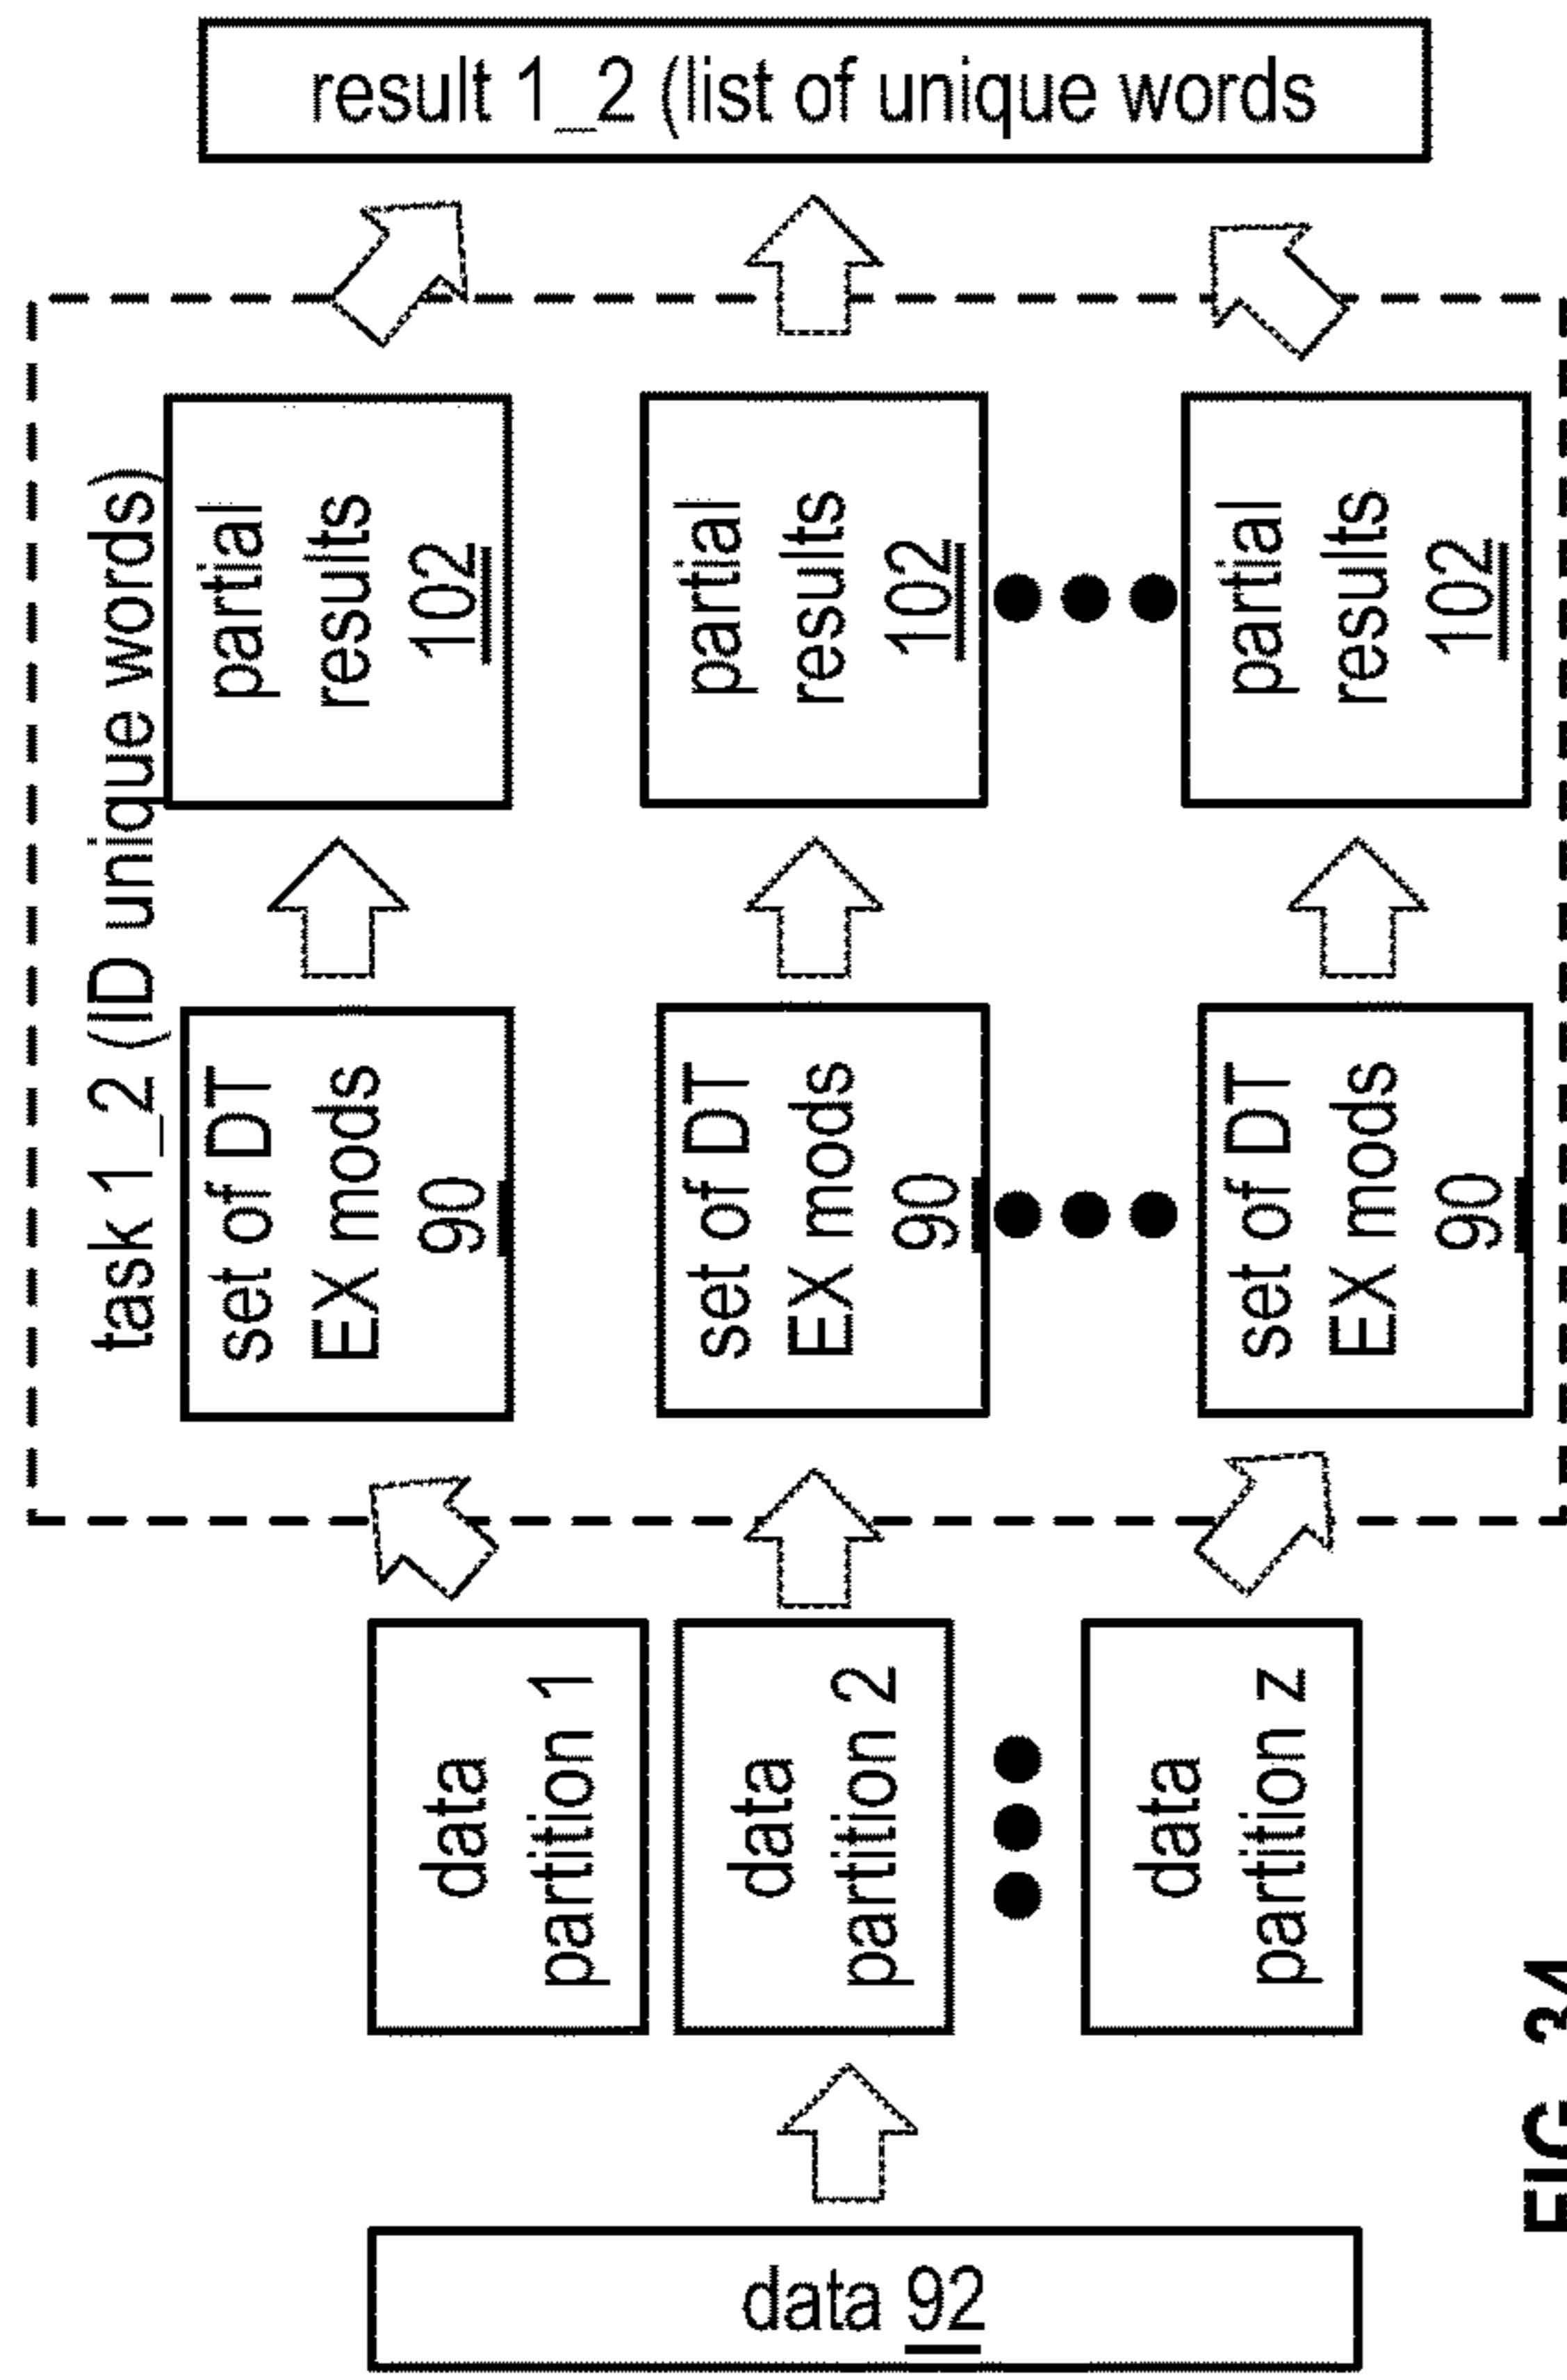 result 1_2 (list of unique words
task 1_2 (ID unique words)
partial
results
102
partial
results
102
partial
results
102
set of DT
EX mods
90
set of DT
EX mods
90
set of DT
EX mods
90
data
partition 1
data
partition 2
data
partition z
data 92
FIG. 34